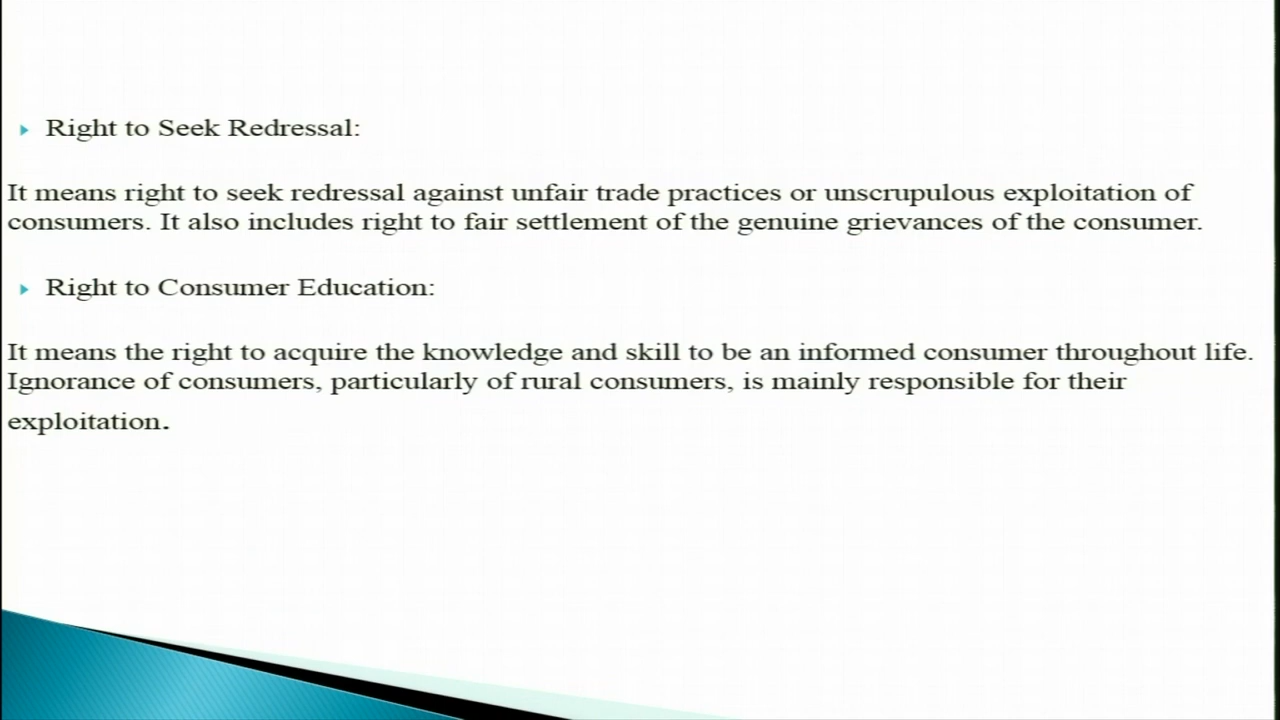 Right to Seek Redressal:
It means right to seek redressal against unfair trade practices or unscrupulous exploitation of
consumers. It also includes right to fair settlement of the genuine grievances of the consumer.
Right to Consumer Education:
It means the right to acquire the knowledge and skill to be an informed consumer throughout life.
Ignorance of consumers, particularly of rural consumers, is mainly responsible for their
exploitation.